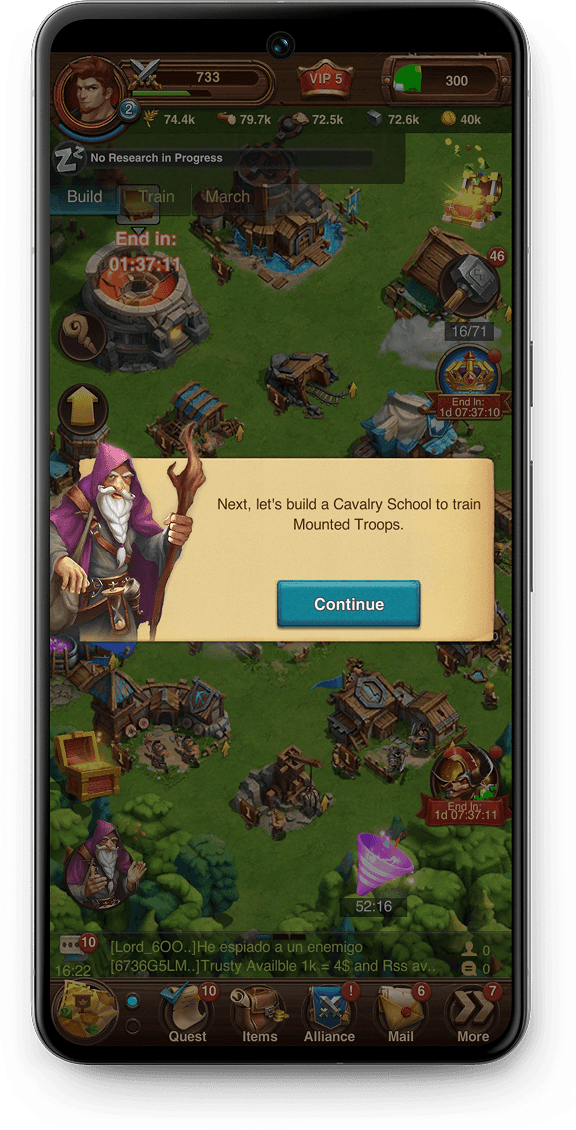 733
VIP 5
300
2
74.4k
79.7k
72.5k
72.6k
40k
No Research in Progress
Build
Train
March
End in:
01:37:11
46
16/71
End In:
1d 07:37:10
Next, let's build a Cavalry School to train
Mounted Troops.
Continue
End In:
1d 07:37:11
52:16
10
[Lord_6OO..]He espiado a un enemigo
0
16:22
[6736G5LM..]Trusty Availble 1k = 4$ and Rss av..
0
10
!
6
7
Quest
Items
Alliance
Mail
More